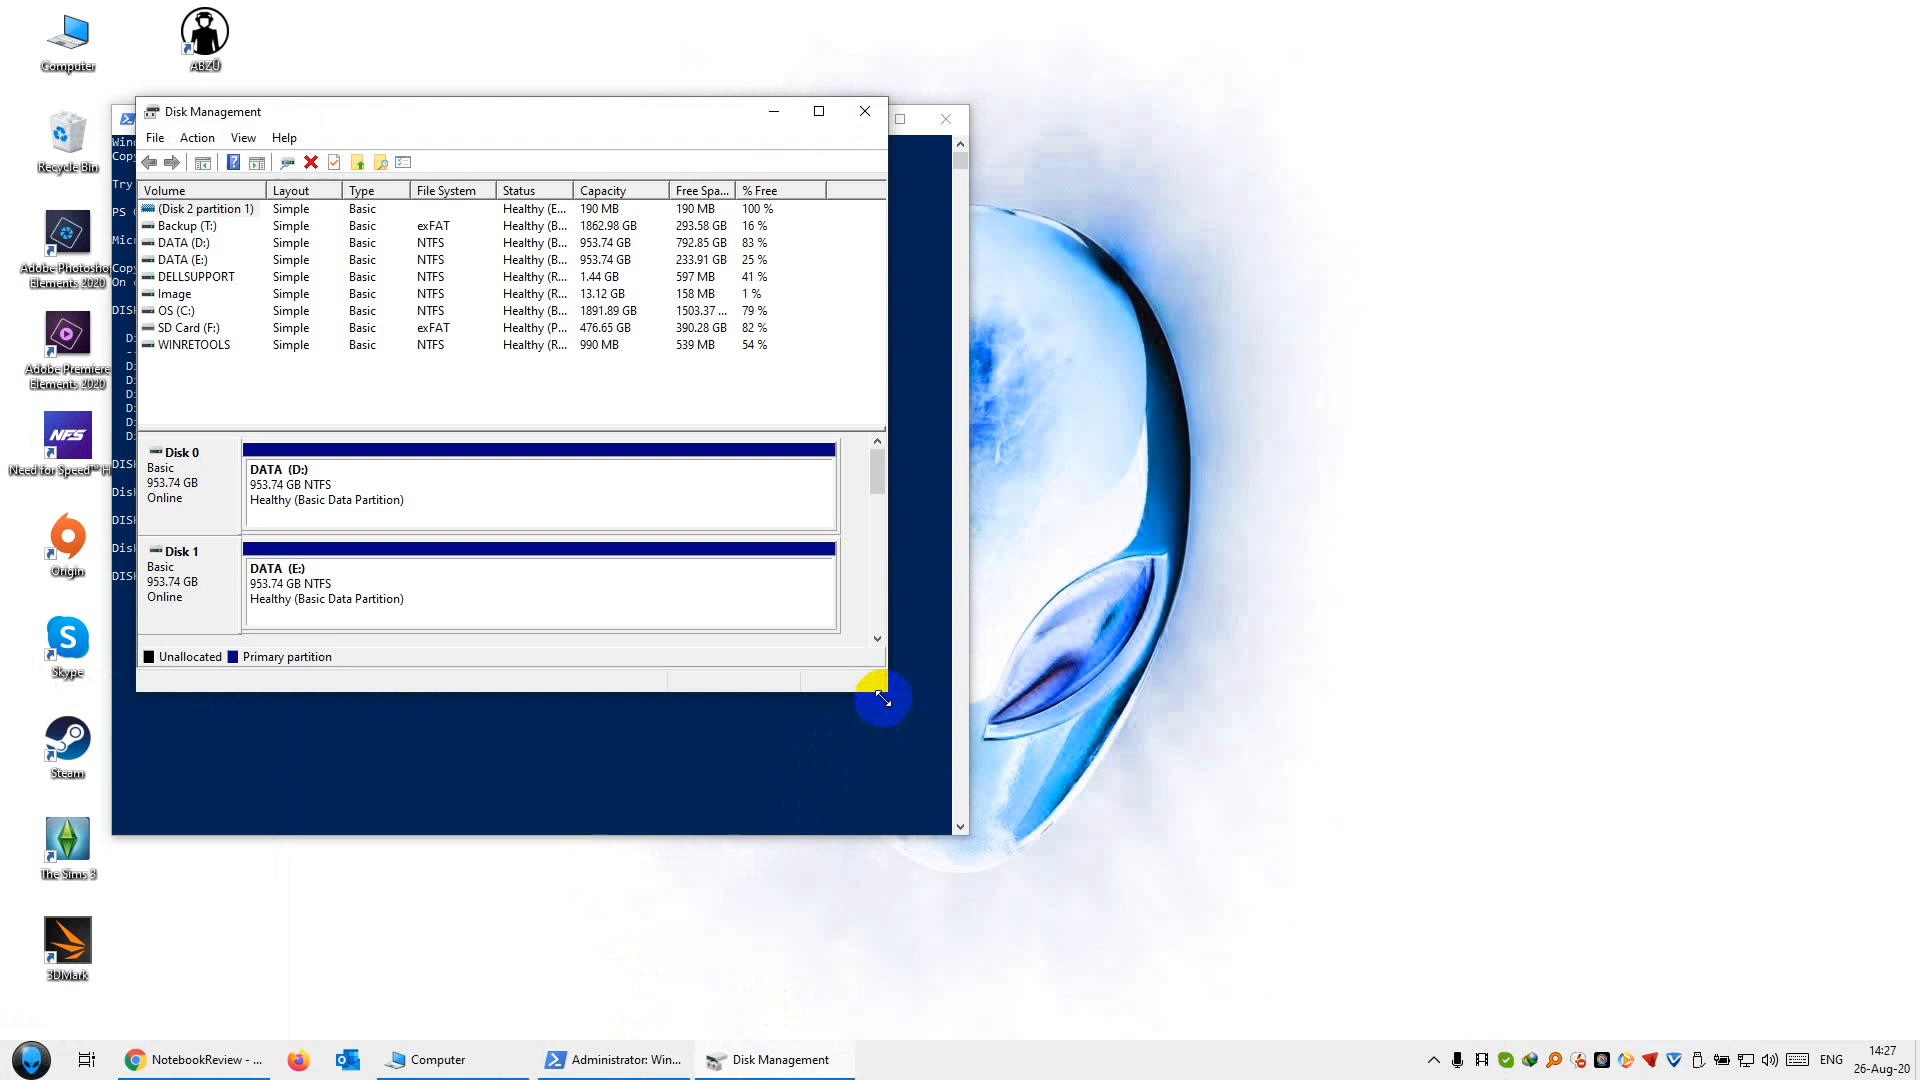 Computer
ABZÛ
Recycle Bin
Adobe Photosho
Elements 2020
Adobe Premiere
Elements 2020
NFS
Need for Speed™ H
Origin
Skype
Steam
The Sims 3
3DMark
Disk Management
File Action View Help
Volume Layout Type File System Status Capacity Free Spa... % Free
(Disk 2 partition 1) Simple Basic Healthy (E... 190 MB 190 MB 100 %
Backup (T:) Simple Basic exFAT Healthy (B... 1862.98 GB 293.58 GB 16 %
DATA (D:) Simple Basic NTFS Healthy (B... 953.74 GB 792.85 GB 83 %
DATA (E:) Simple Basic NTFS Healthy (B... 953.74 GB 233.91 GB 25 %
DELLSUPPORT Simple Basic NTFS Healthy (R... 1.44 GB 597 MB 41 %
Image Simple Basic NTFS Healthy (R... 13.12 GB 158 MB 1 %
OS (C:) Simple Basic NTFS Healthy (B... 1891.89 GB 1503.37 ... 79 %
SD Card (F:) Simple Basic exFAT Healthy (P... 476.65 GB 390.28 GB 82 %
WINRETOOLS Simple Basic NTFS Healthy (R... 990 MB 539 MB 54 %
Disk 0
Basic
953.74 GB
Online
DATA (D:)
953.74 GB NTFS
Healthy (Basic Data Partition)
Disk 1
Basic
953.74 GB
Online
DATA (E:)
953.74 GB NTFS
Healthy (Basic Data Partition)
Unallocated Primary partition
Try
PS
NotebookReview - ... Computer Administrator: Win... Disk Management
ENG
14:27
26-Aug-20